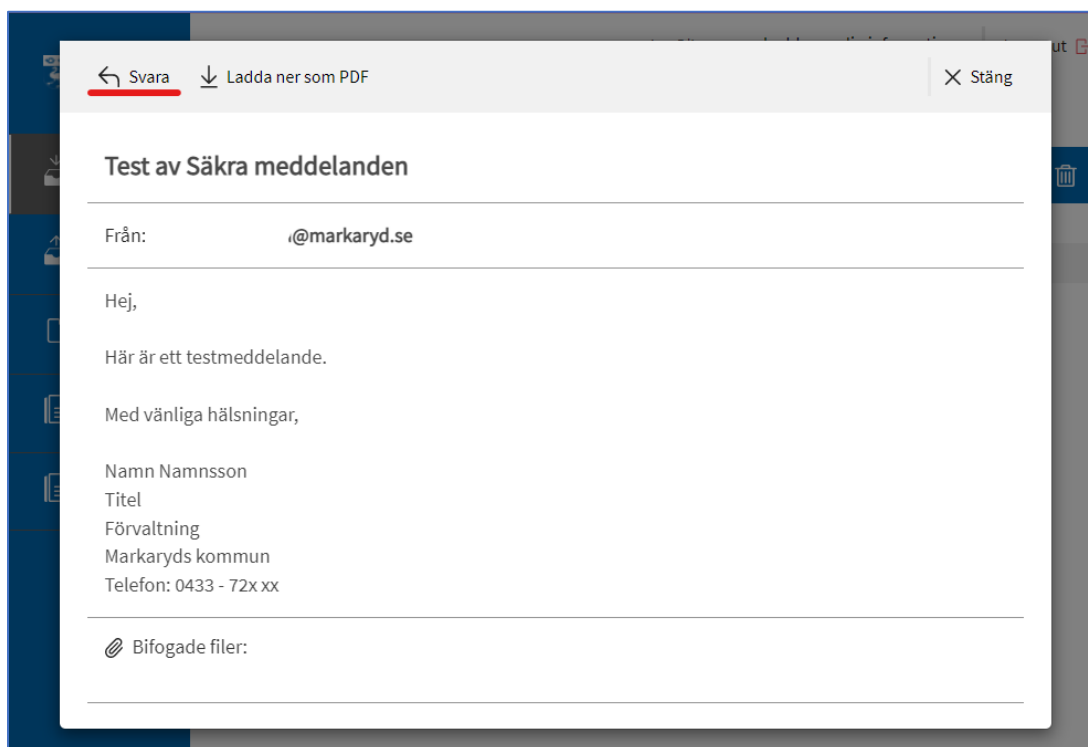 Svara Ladda ner som PDF Stäng
Test av Säkra meddelanden
Från: @markaryd.se
Hej,
Här är ett testmeddelande.
Med vänliga hälsningar,
Namn Namnsson
Titel
Förvaltning
Markaryds kommun
Telefon: 0433 - 72x xx
Bifogade filer: